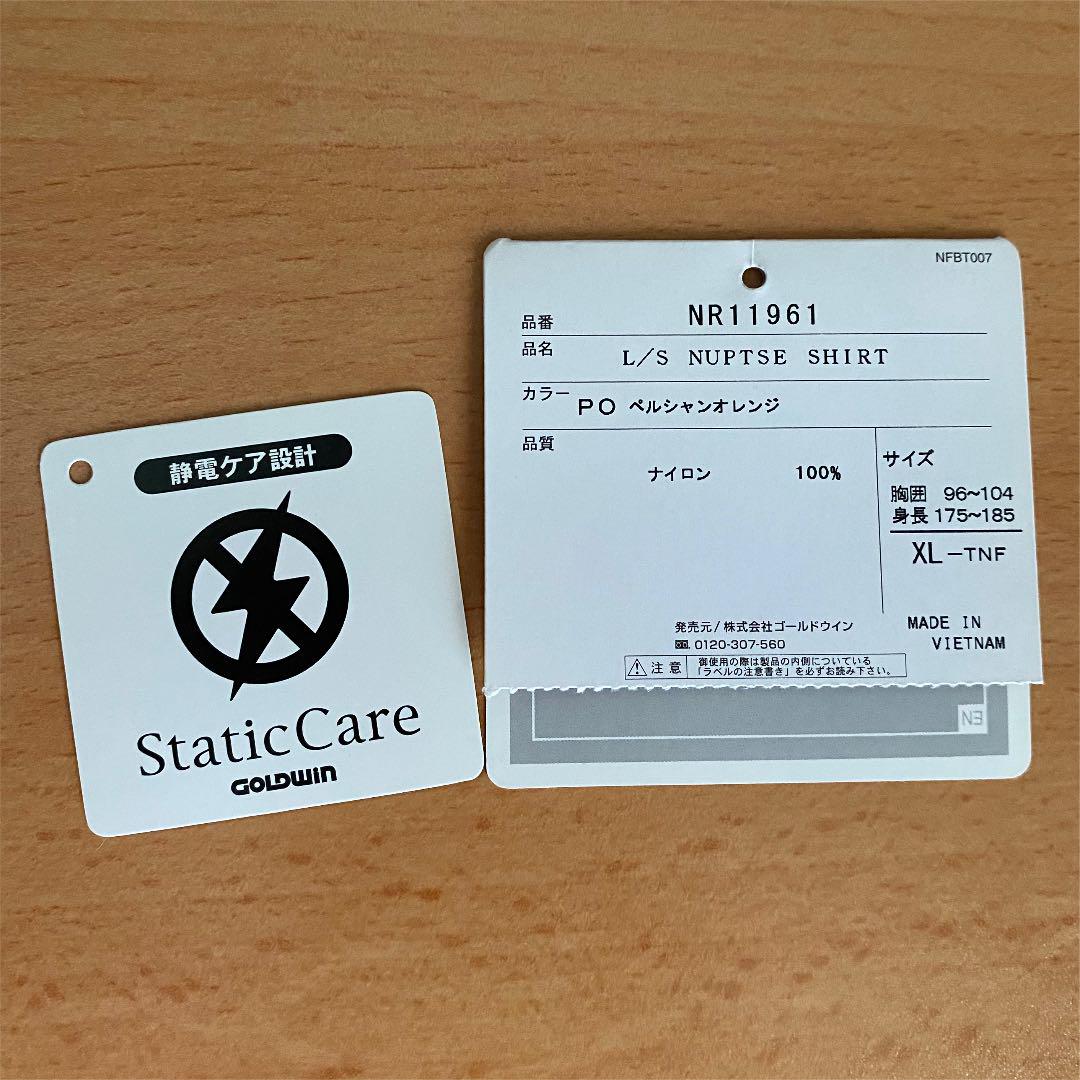 静電ケア設計
StaticCare
GOLDWIN
NFBT007
品番 NR11961
品名 L/S NUPTSE SHIRT
カラー PO ペルシャンオレンジ
品質
ナイロン 100%
サイズ
胸囲 96~104
身長 175~185
XL-TNF
発売元/株式会社ゴールドウイン
0120-307-560
MADE IN
VIETNAM
注意
御使用の際は製品の内側についている
「ラベルの注意書き」を必ずお読み下さい。
EN